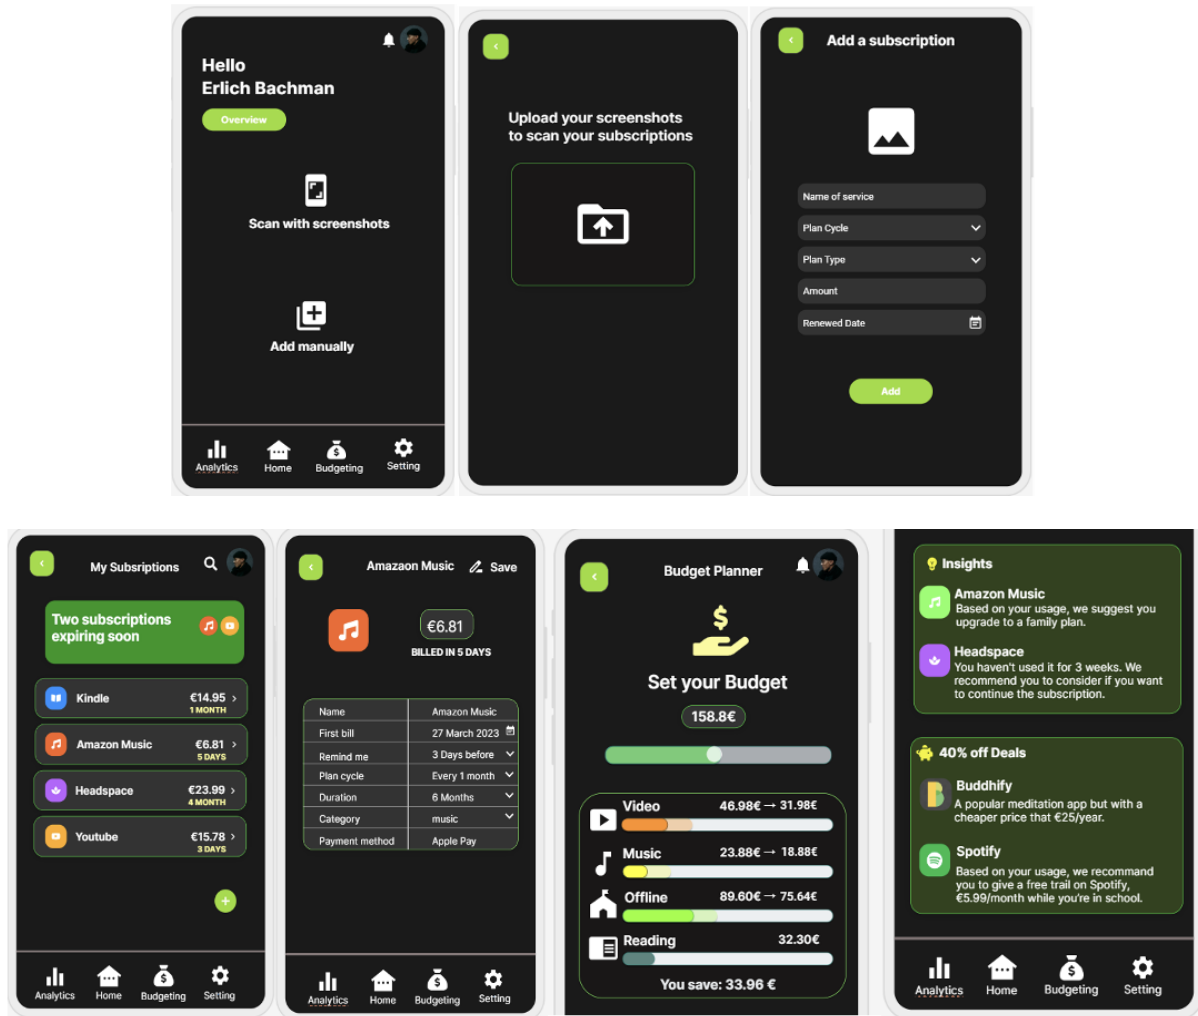 Hello
Erlich Bachman
Overview
Scan with screenshots
Add manually
Analytics
Home
Budgeting
Setting
Upload your screenshots
to scan your subscriptions
Add a subscription
Name of service
Plan Cycle
Plan Type
Amount
Renewed Date
Add
My Subsriptions
Two subscriptions
expiring soon
Kindle €14.95
1 MONTH
Amazon Music €6.81
5 DAYS
Headspace €23.99
4 MONTH
Youtube €15.78
3 DAYS
+
Analytics
Home
Budgeting
Setting
Amazaon Music Save
€6.81
BILLED IN 5 DAYS
Name Amazon Music
First bill 27 March 2023
Remind me 3 Days before
Plan cycle Every 1 month
Duration 6 Months
Category music
Payment method Apple Pay
Analytics
Home
Budgeting
Setting
Budget Planner
$
Set your Budget
158.8€
Video 46.98€ → 31.98€
Music 23.88€ → 18.88€
Offline 89.60€ → 75.64€
Reading 32.30€
You save: 33.96 €
Insights
Amazon Music
Based on your usage, we suggest you
upgrade to a family plan.
Headspace
You haven't used it for 3 weeks. We
recommend you to consider if you want
to continue the subscription.
40% off Deals
Buddhify
A popular meditation app but with a
cheaper price that €25/year.
Spotify
Based on your usage, we recommand
you to give a free trail on Spotify,
€5.99/month while you're in school.
Analytics
Home
Budgeting
Setting